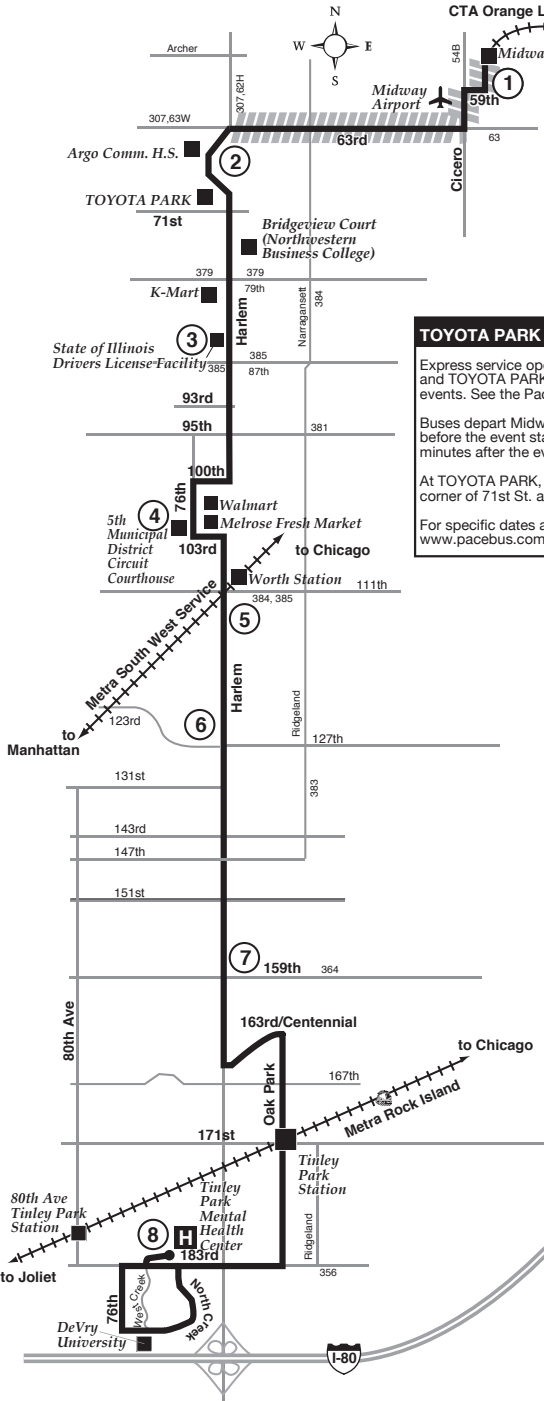 CTA Orange L
N
W
E
S
Archer
54B
Midwa
1
307,62H
Midway
Airport
59th
307,63W
63rd
63
Cicero
Argo Comm. H.S.
2
TOYOTA PARK
71st
Bridgeview Court
(Northwestern
Business College)
379
379
79th
K-Mart
Harlem
Narragansett
384
3
State of Illinois
Drivers License Facility
385
385
87th
93rd
95th
381
100th
76th
Walmart
Melrose Fresh Market
4
5th
Municipal
District
Circuit
Courthouse
103rd
to Chicago
Worth Station
111th
384, 385
5
Metra South West Service
Harlem
123rd
6
to
Manhattan
127th
Ridgeland
131st
383
143rd
147th
151st
7
159th
364
80th Ave
163rd/Centennial
to Chicago
167th
Oak Park
Metra Rock Island
171st
Tinley
Park
Station
80th Ave
Tinley Park
Station
Tinley
Park
Mental
Health
Center
8
H
183rd
Ridgeland
356
to Joliet
76th
West Creek
North Creek
DeVry
University
I-80
TOYOTA PARK
Express service ope
and TOYOTA PARK
events. See the Pac
Buses depart Midw
before the event sta
minutes after the ev
At TOYOTA PARK,
corner of 71st St. a
For specific dates a
www.pacebus.com